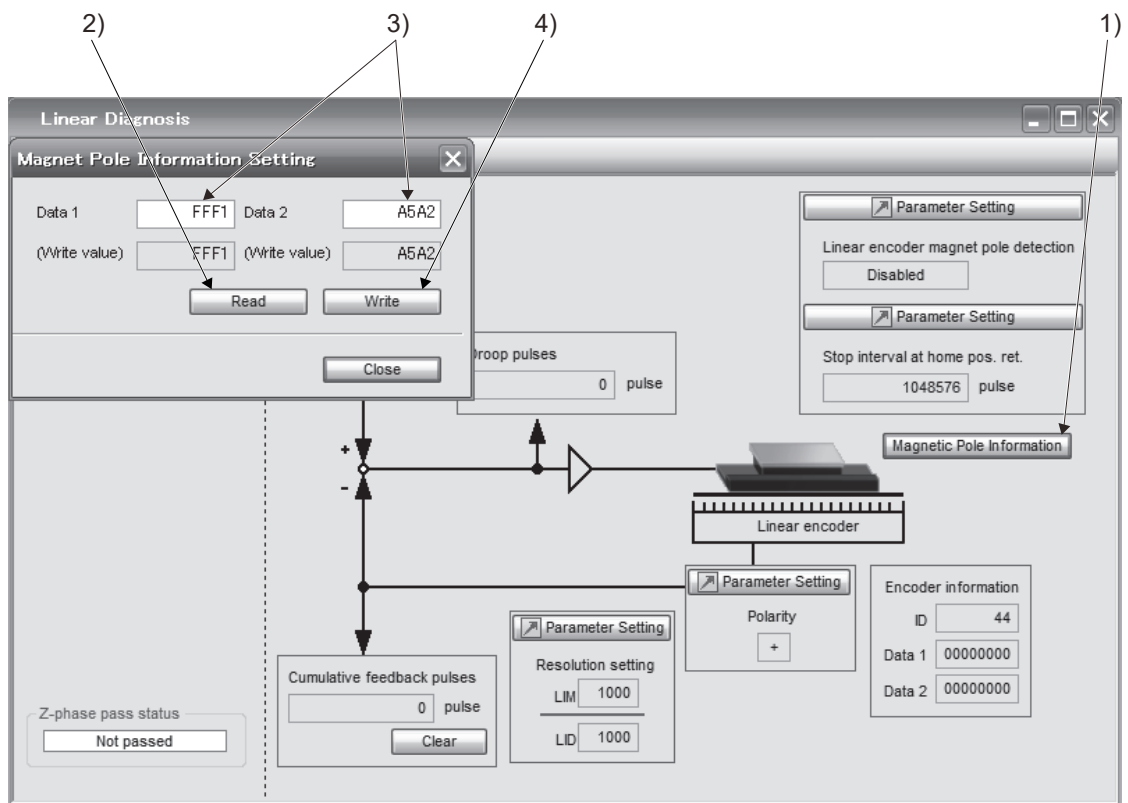 2) 3) 4) 1)
Linear Diagnosis
Magnet Pole Information Setting
Data 1 FFF1 Data 2 A5A2
(Write value) FFF1 (Write value) A5A2
Read Write
Close
Parameter Setting
Linear encoder magnet pole detection
Disabled
Parameter Setting
Stop interval at home pos. ret.
1048576 pulse
Magnetic Pole Information
Droop pulses
0 pulse
+
-
Linear encoder
Parameter Setting
Polarity
+
Encoder information
ID 44
Data 1 00000000
Data 2 00000000
Parameter Setting
Resolution setting
LIM 1000
LID 1000
Cumulative feedback pulses
0 pulse
Clear
Z-phase pass status
Not passed